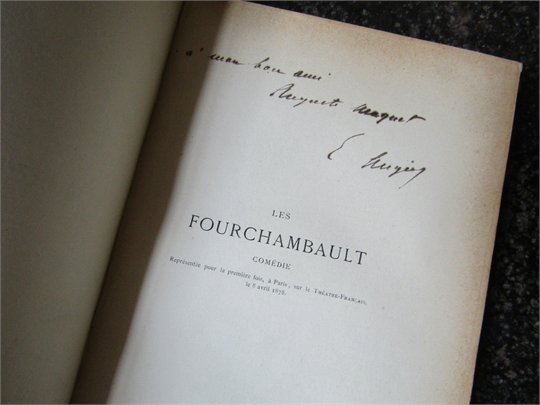 à mon bon ami
Auguste Maquet
E Augier
LES
FOURCHAMBAULT
COMÉDIE
Représentée pour la première fois, à Paris, sur le THÉATRE-FRANÇAIS,
le 8 avril 1878.